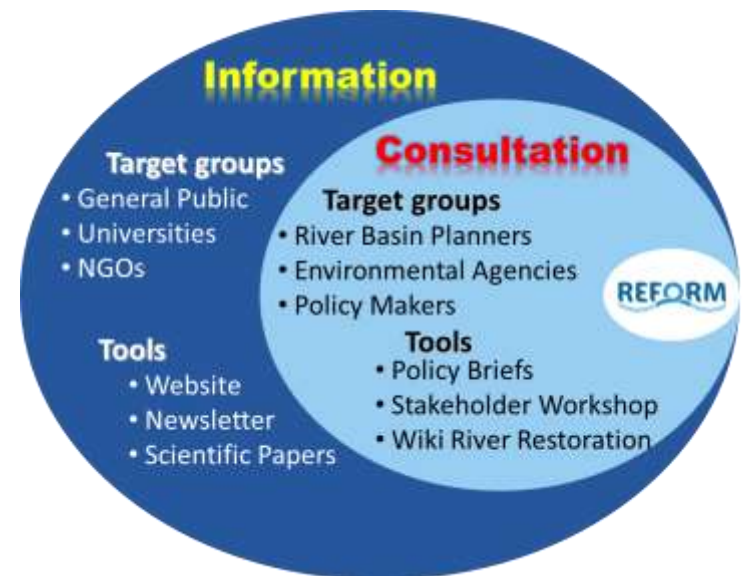 Information
Target groups
• General Public
• Universities
• NGOs
Tools
• Website
• Newsletter
• Scientific Papers
Consultation
Target groups
• River Basin Planners
• Environmental Agencies
• Policy Makers
Tools
• Policy Briefs
• Stakeholder Workshop
• Wiki River Restoration
REFORM